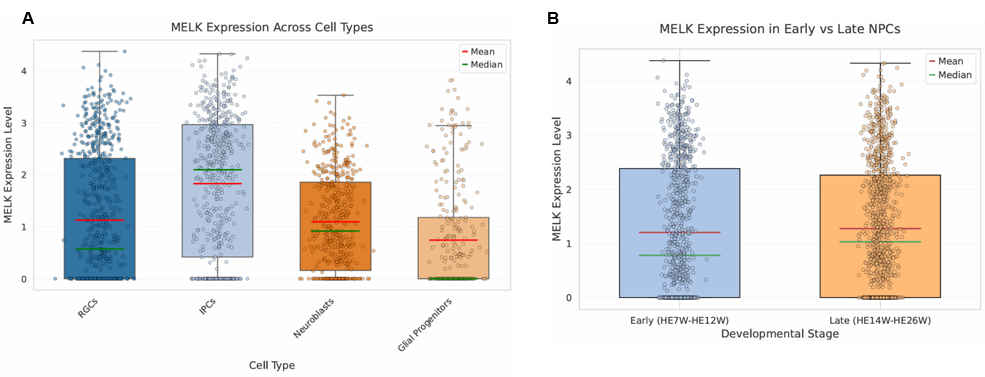 A
MELK Expression Across Cell Types
Mean
Median
MELK Expression Level
4
3
2
1
0
RGCs
IPCs
Neuroblasts
Glial Progenitors
Cell Type
B
MELK Expression in Early vs Late NPCs
Mean
Median
MELK Expression Level
4
3
2
1
0
Early (HE7W-HE12W)
Late (HE14W-HE26W)
Developmental Stage